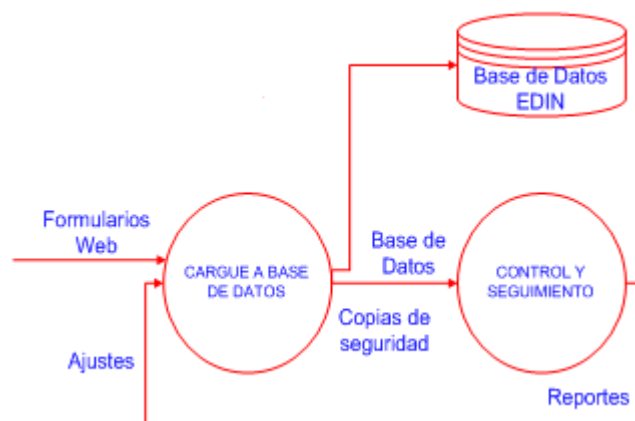 Base de Datos
EDIN
Formularios
Web
CARGUE A BASE
DE DATOS
Base de
Datos
CONTROL Y
SEGUIMIENTO
Copias de
seguridad
Ajustes
Reportes